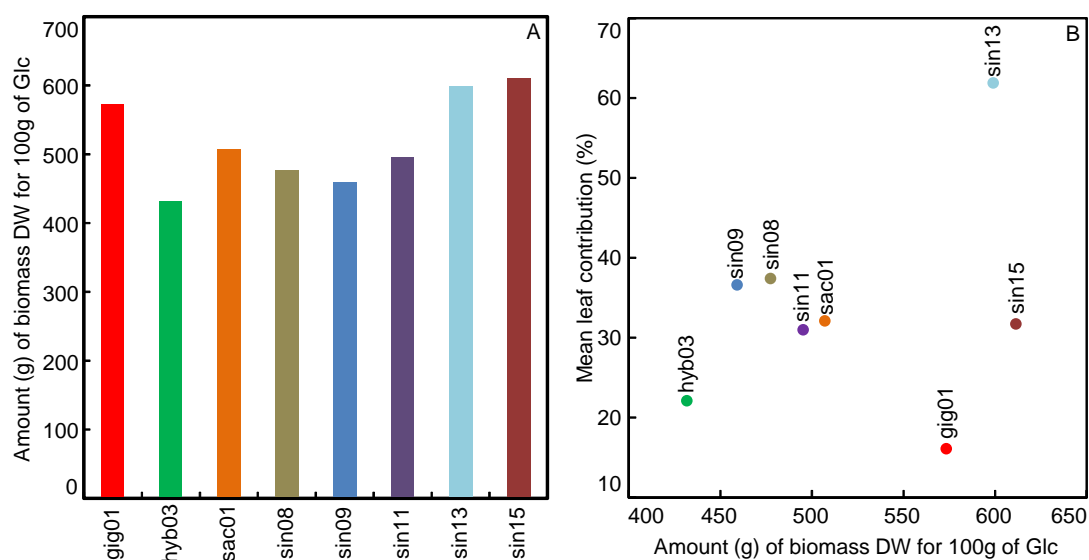 A
Amount (g) of biomass DW for 100g of Glc
700
600
500
400
300
200
100
0
gig01
hyb03
sac01
sin08
sin09
sin11
sin13
sin15
B
Mean leaf contribution (%)
70
60
50
40
30
20
10
sin13
sin09
sin08
sin11
sac01
sin15
hyb03
gig01
400 450 500 550 600 650
Amount (g) of biomass DW for 100g of Glc